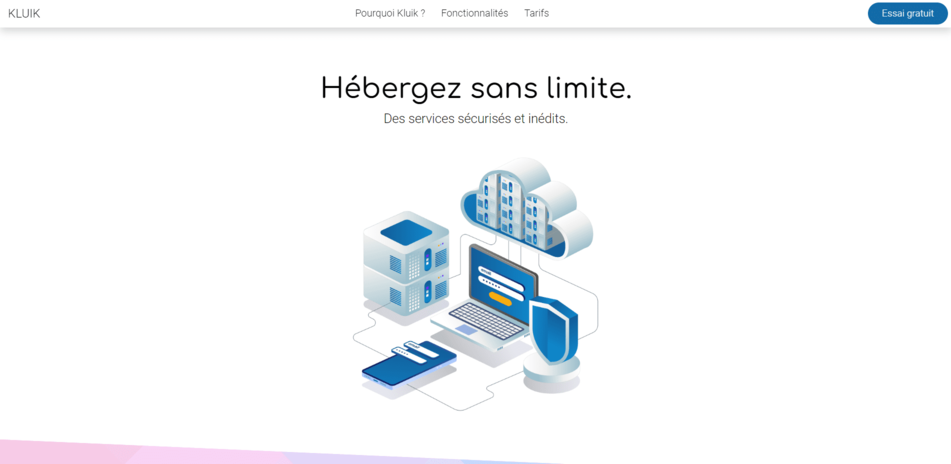 KLUIK
Pourquoi Kluik ?
Fonctionnalités
Tarifs
Essai gratuit
Hébergez sans limite.
Des services sécurisés et inédits.